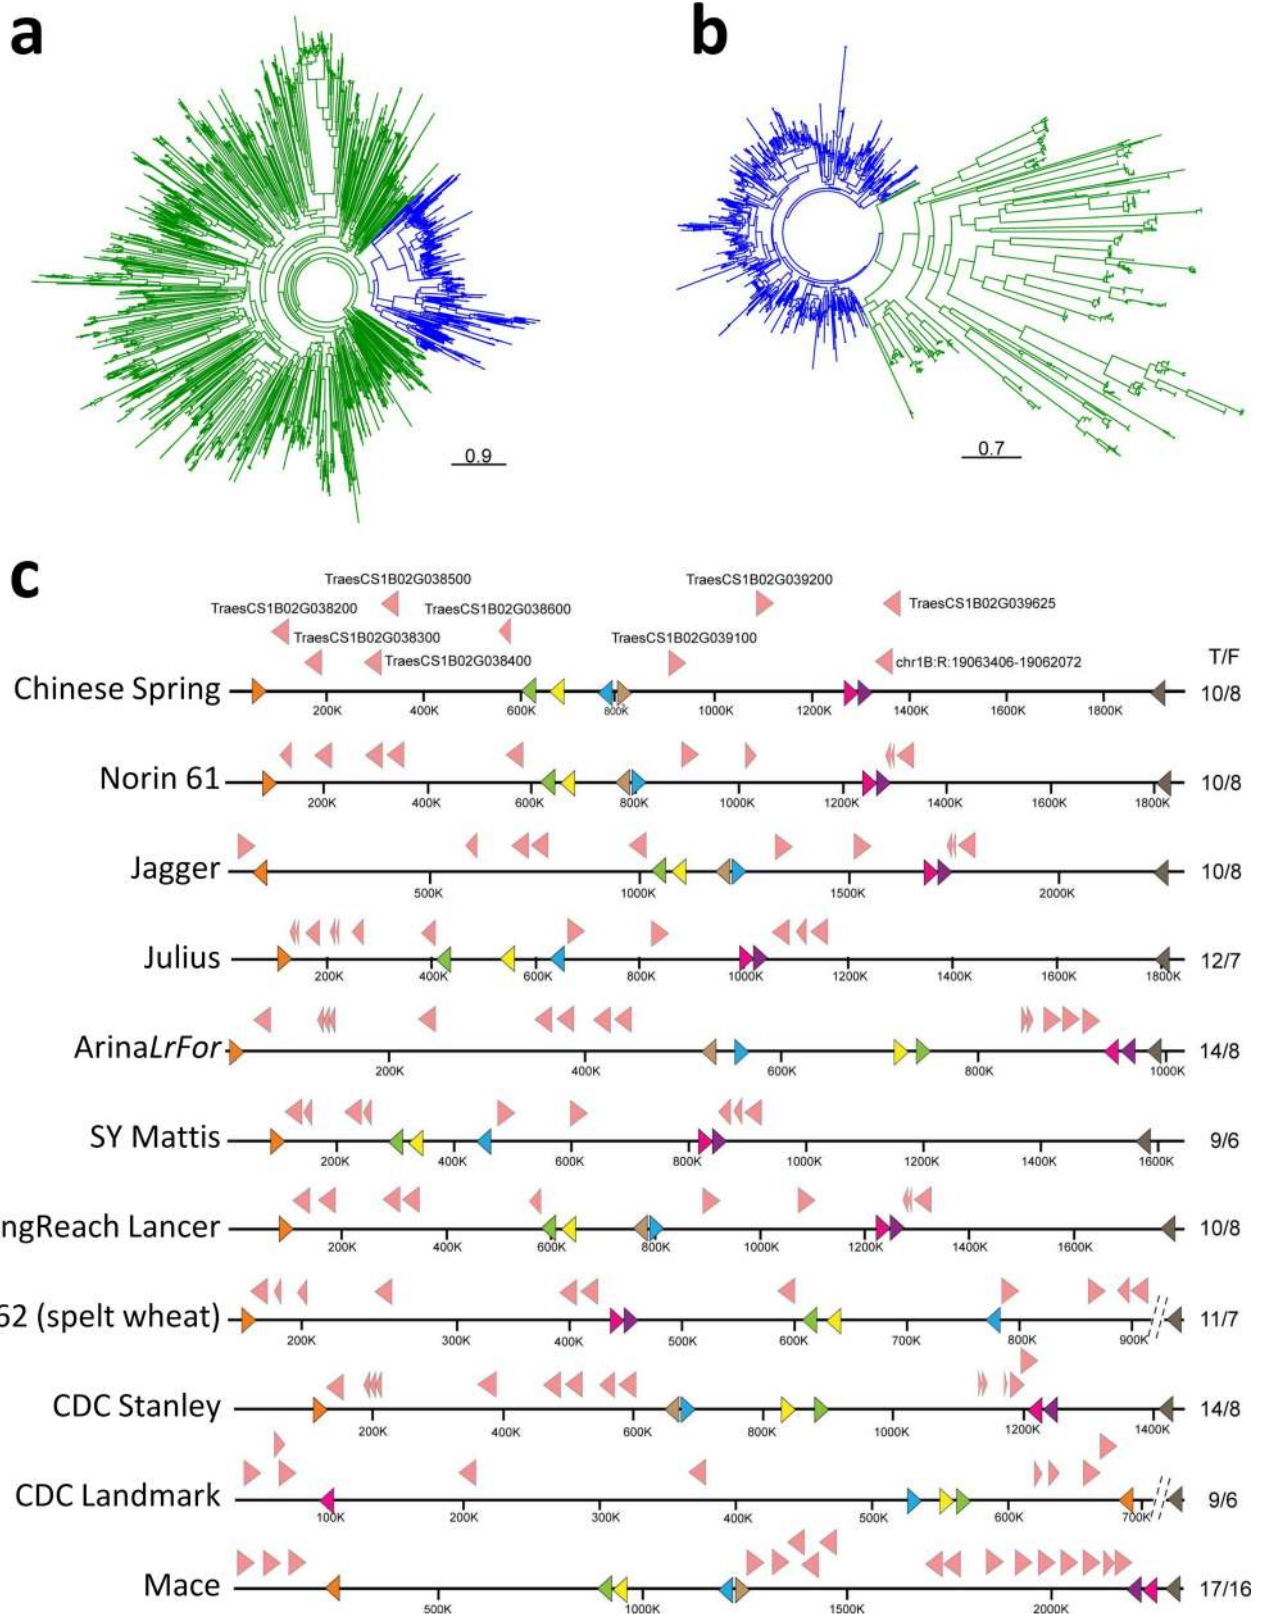 a
b
0.9
0.7
c
TraesCS1B02G038500
TraesCS1B02G039200
TraesCS1B02G038200
TraesCS1B02G038600
TraesCS1B02G039625
TraesCS1B02G038300
TraesCS1B02G039100
TraesCS1B02G038400
chr1B:R:19063406-19062072
T/F
Chinese Spring
10/8
200K 400K 600K 800K 1000K 1200K 1400K 1600K 1800K
Norin 61
10/8
200K 400K 600K 800K 1000K 1200K 1400K 1600K 1800K
Jagger
10/8
500K 1000K 1500K 2000K
Julius
12/7
200K 400K 600K 800K 1000K 1200K 1400K 1600K 1800K
ArinaLrFor
14/8
200K 400K 600K 800K 1000K
SY Mattis
9/6
200K 400K 600K 800K 1000K 1200K 1400K 1600K
ngReach Lancer
10/8
200K 400K 600K 800K 1000K 1200K 1400K 1600K
62 (spelt wheat)
11/7
200K 300K 400K 500K 600K 700K 800K 900K
CDC Stanley
14/8
200K 400K 600K 800K 1000K 1200K 1400K
CDC Landmark
9/6
100K 200K 300K 400K 500K 600K 700K
Mace
17/16
500K 1000K 1500K 2000K